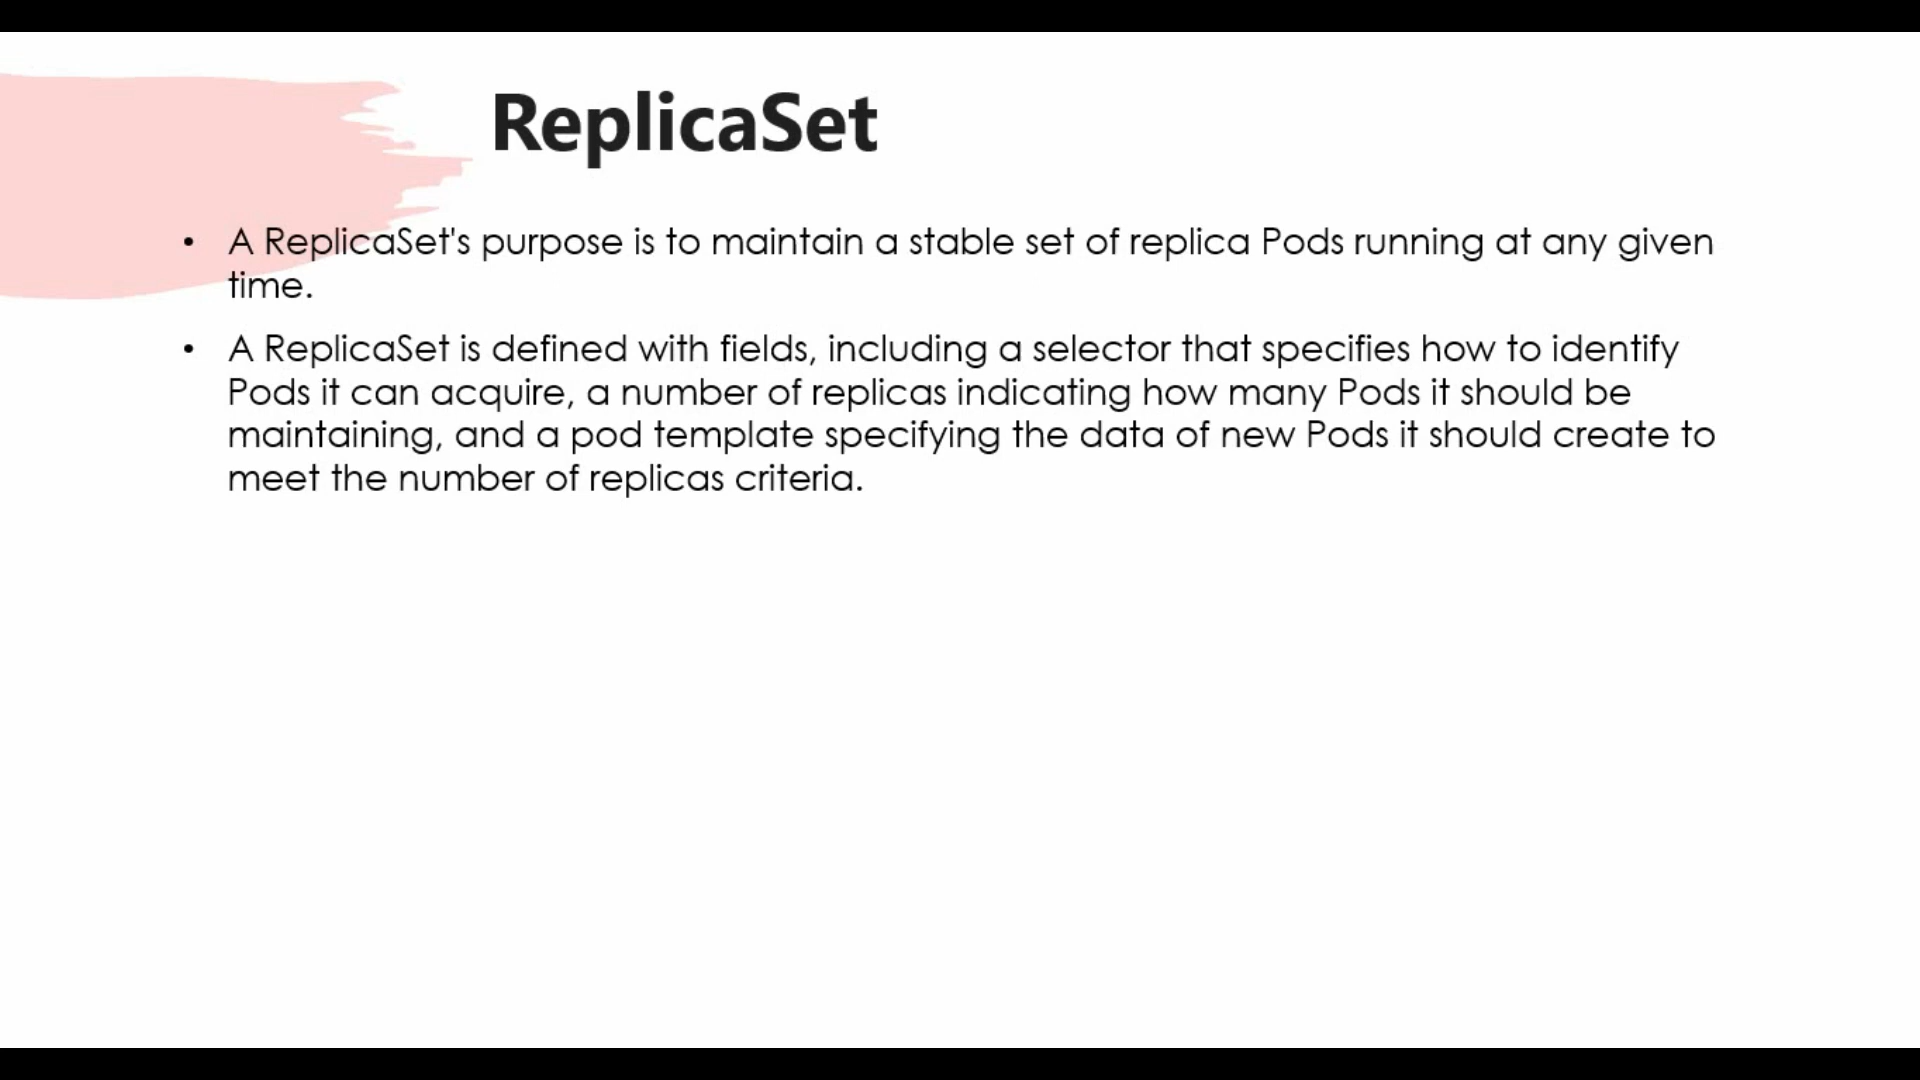 ReplicaSet
• A ReplicaSet's purpose is to maintain a stable set of replica Pods running at any given
time.
• A ReplicaSet is defined with fields, including a selector that specifies how to identify
Pods it can acquire, a number of replicas indicating how many Pods it should be
maintaining, and a pod template specifying the data of new Pods it should create to
meet the number of replicas criteria.